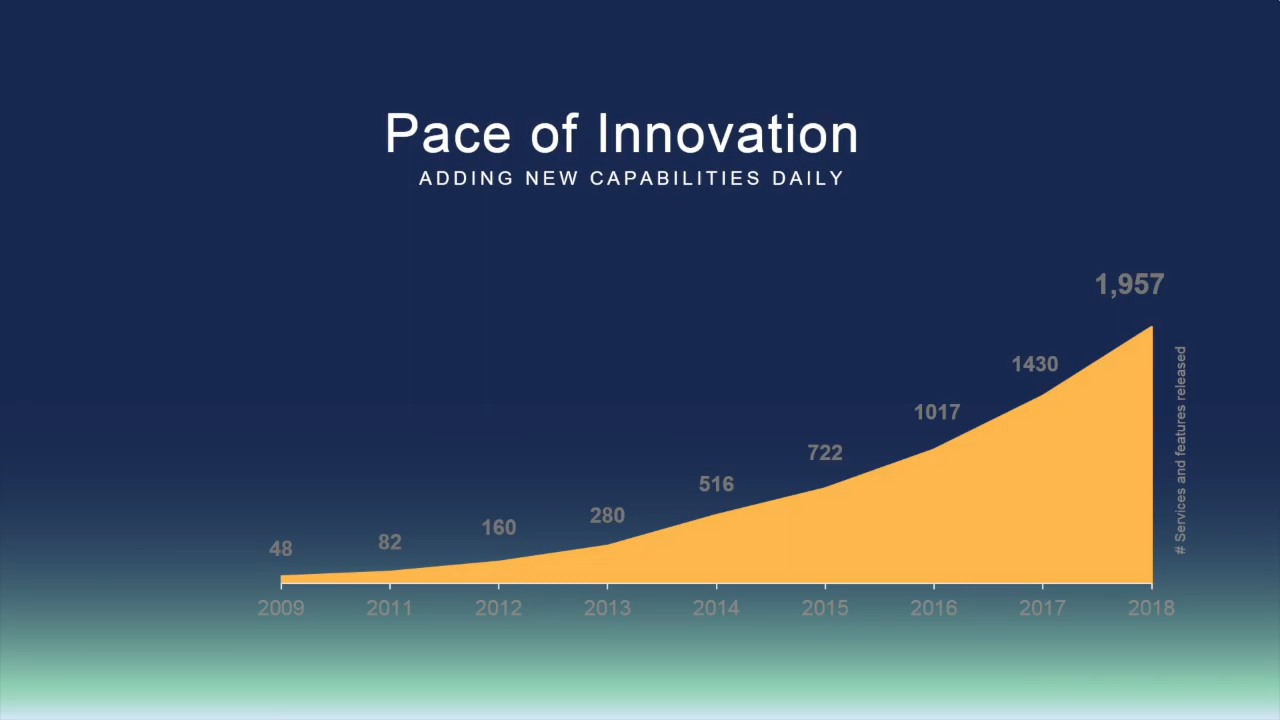 Pace of Innovation
ADDING NEW CAPABILITIES DAILY
1,957
1430
1017
722
516
280
160
82
48
# Services and features released
2009 2011 2012 2013 2014 2015 2016 2017 2018